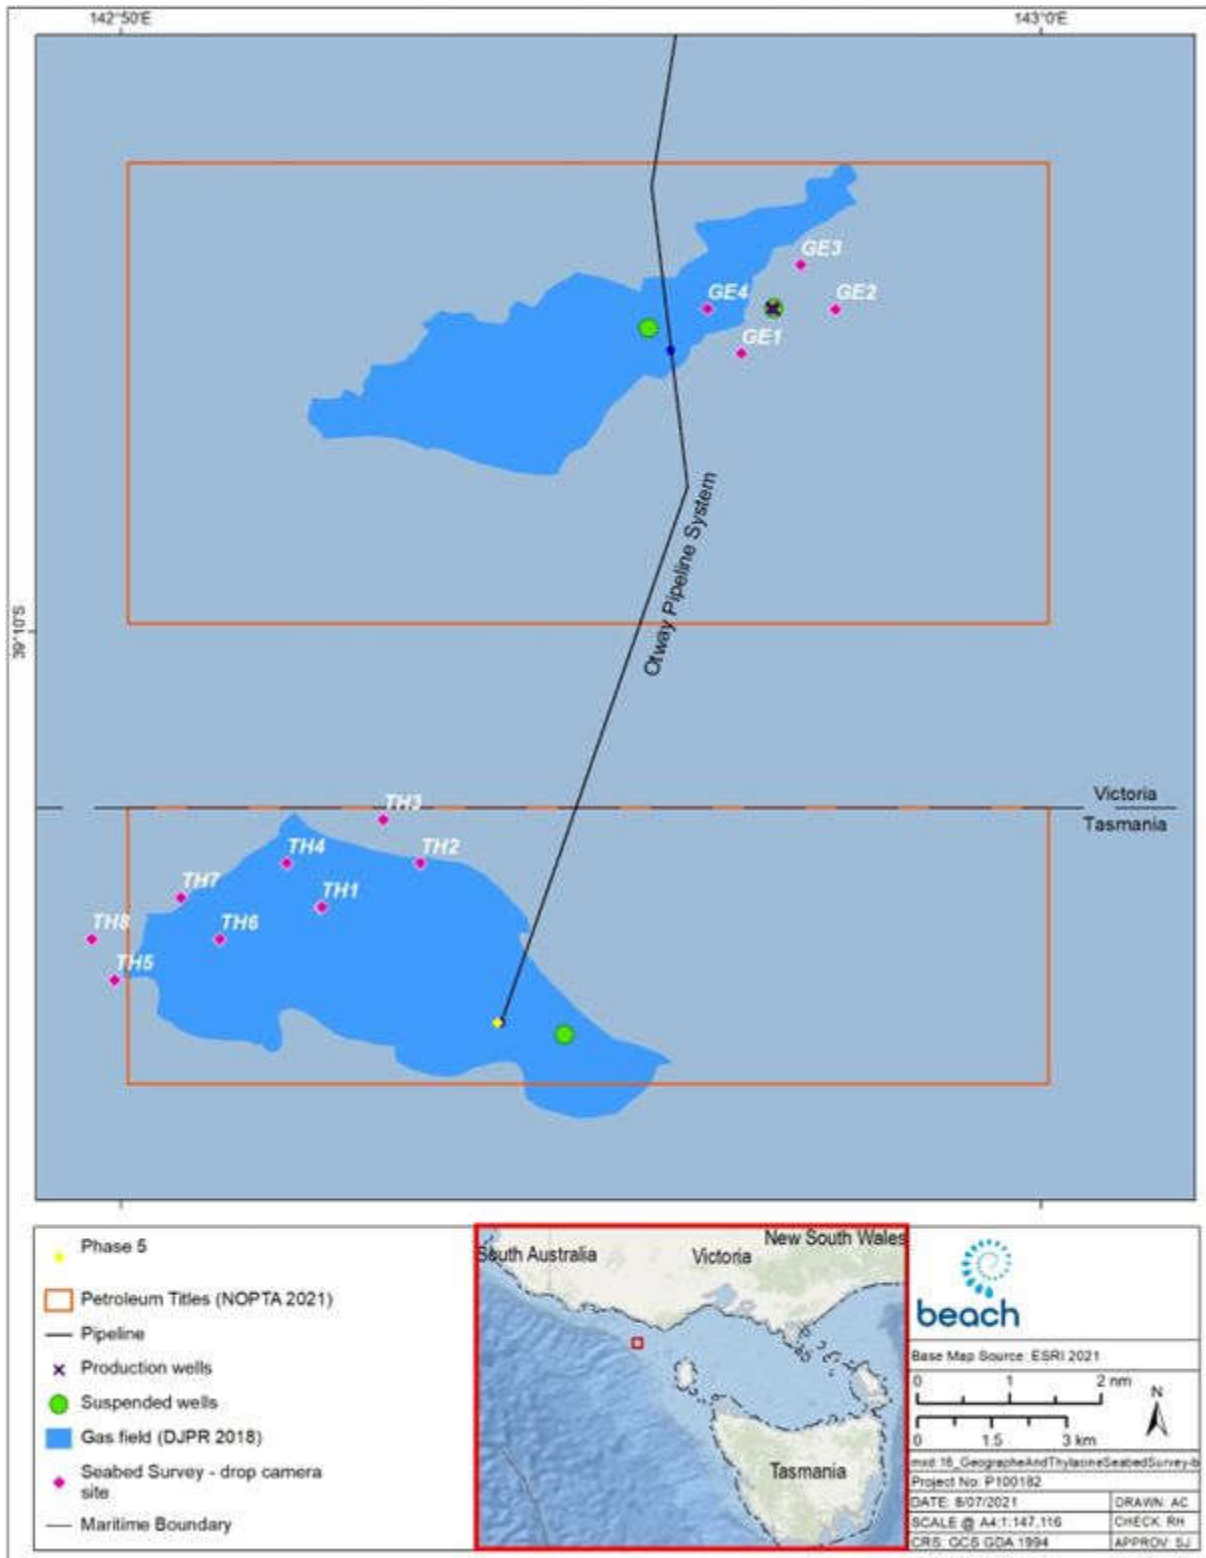 142°50'E
143°0'E
GE3
GE4
GE2
GE1
Otway Pipeline System
39°10'S
Victoria
Tasmania
TH3
TH4
TH2
TH7
TH1
TH8
TH6
TH5
Phase 5
Petroleum Titles (NOPTA 2021)
Pipeline
Production wells
Suspended wells
Gas field (DJPR 2018)
Seabed Survey - drop camera
site
Maritime Boundary
New South Wales
South Australia
Victoria
Tasmania
beach
Base Map Source: ESRI 2021
0 1 2 nm
N
0 1.5 3 km
mxd:16_GeographeAndThylacineSeabedSurvey-b
Project No: P100182
DATE: 8/07/2021
DRAWN: AC
SCALE @ A4:1:147,116
CHECK: RH
CRS: GCS GDA 1994
APPROV: SJ